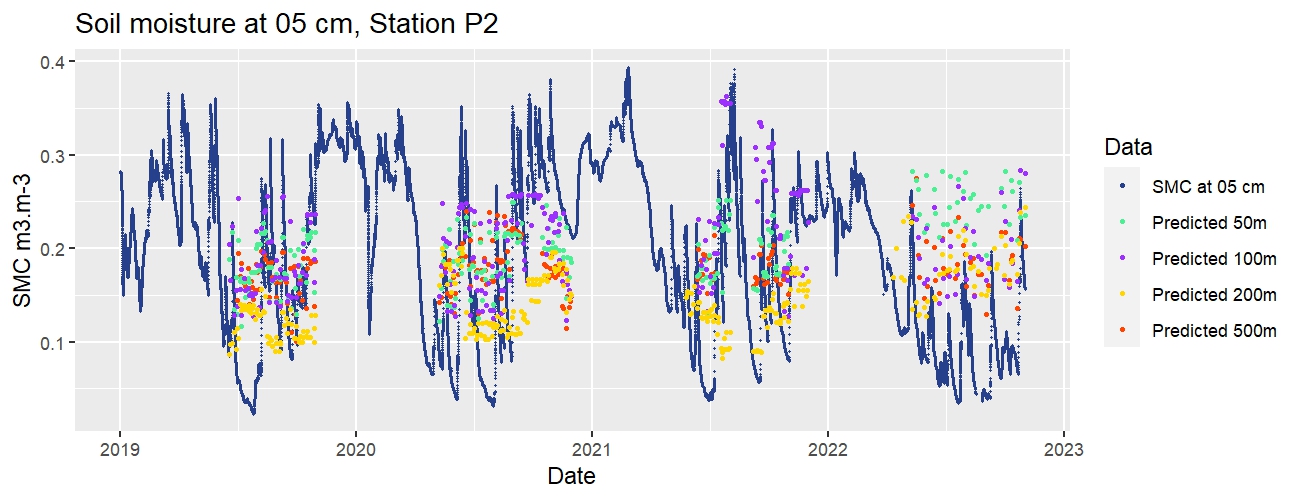 Soil moisture at 05 cm, Station P2
SMC m3.m-3
0.4
0.3
0.2
0.1
2019
2020
2021
2022
2023
Date
Data
SMC at 05 cm
Predicted 50m
Predicted 100m
Predicted 200m
Predicted 500m